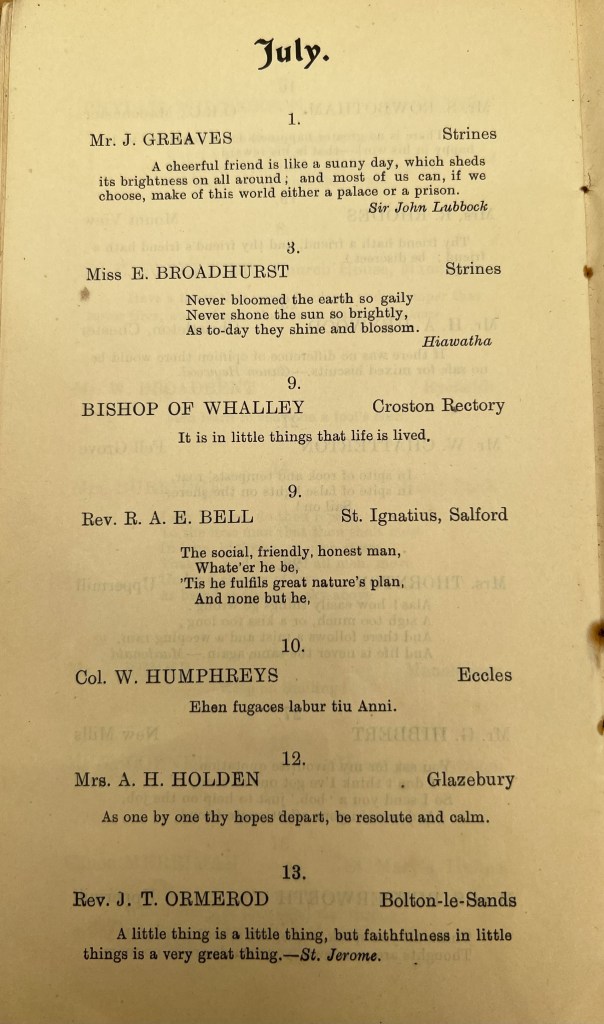 July.
1.
Mr. J. GREAVES Strines
A cheerful friend is like a sunny day, which sheds
its brightness on all around; and most of us can, if we
choose, make of this world either a palace or a prison.
Sir John Lubbock
3.
Miss E. BROADHURST Strines
Never bloomed the earth so gaily
Never shone the sun so brightly,
As to-day they shine and blossom.
Hiawatha
9.
BISHOP OF WHALLEY Croston Rectory
It is in little things that life is lived.
9.
Rev. R. A. E. BELL St. Ignatius, Salford
The social, friendly, honest man,
Whate'er he be,
'Tis he fulfils great nature's plan,
And none but he,
10.
Col. W. HUMPHREYS Eccles
Ehen fugaces labur tiu Anni.
12.
Mrs. A. H. HOLDEN Glazebury
As one by one thy hopes depart, be resolute and calm.
13.
Rev. J. T. ORMEROD Bolton-le-Sands
A little thing is a little thing, but faithfulness in little
things is a very great thing.—St. Jerome.